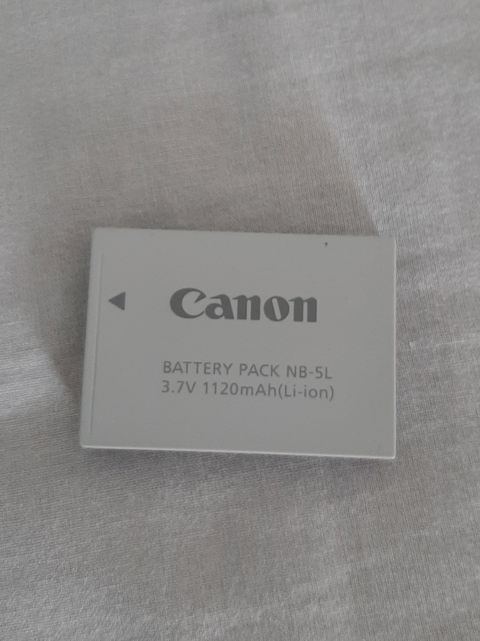 Canon
BATTERY PACK NB-5L
3.7V 1120mAh(Li-ion)